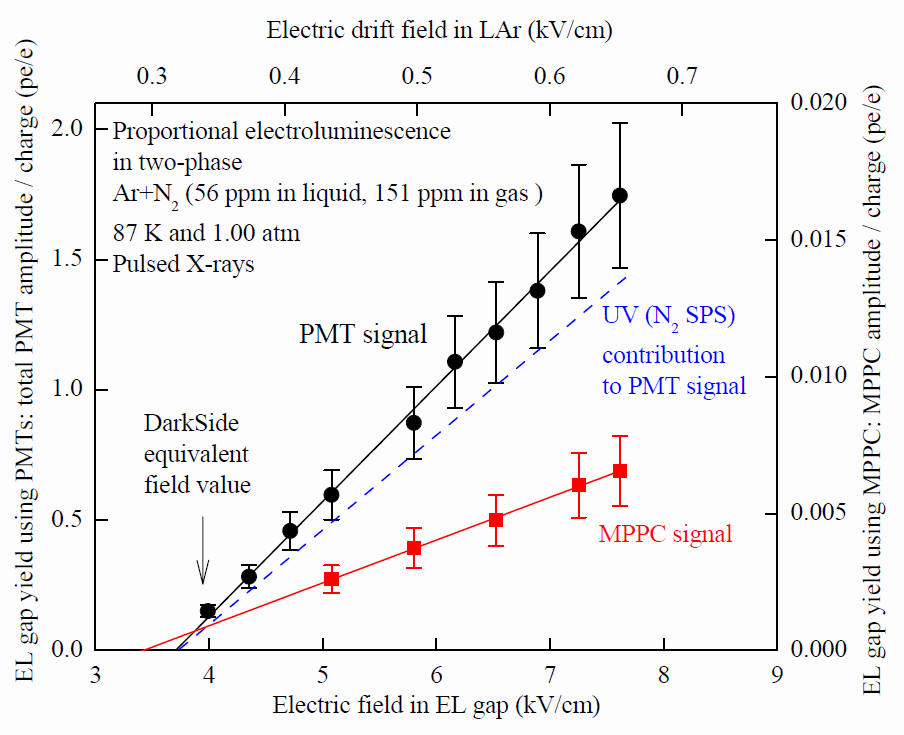 Electric drift field in LAr (kV/cm)
0.3 0.4 0.5 0.6 0.7
EL gap yield using PMTs: total PMT amplitude / charge (pe/e)
2.0
1.5
1.0
0.5
0.0
Proportional electroluminescence
in two-phase
Ar+N2 (56 ppm in liquid, 151 ppm in gas )
87 K and 1.00 atm
Pulsed X-rays
PMT signal
UV (N2 SPS)
contribution
to PMT signal
DarkSide
equivalent
field value
MPPC signal
0.020
0.015
0.010
0.005
0.000
EL gap yield using MPPC: MPPC amplitude / charge (pe/e)
3 4 5 6 7 8 9
Electric field in EL gap (kV/cm)